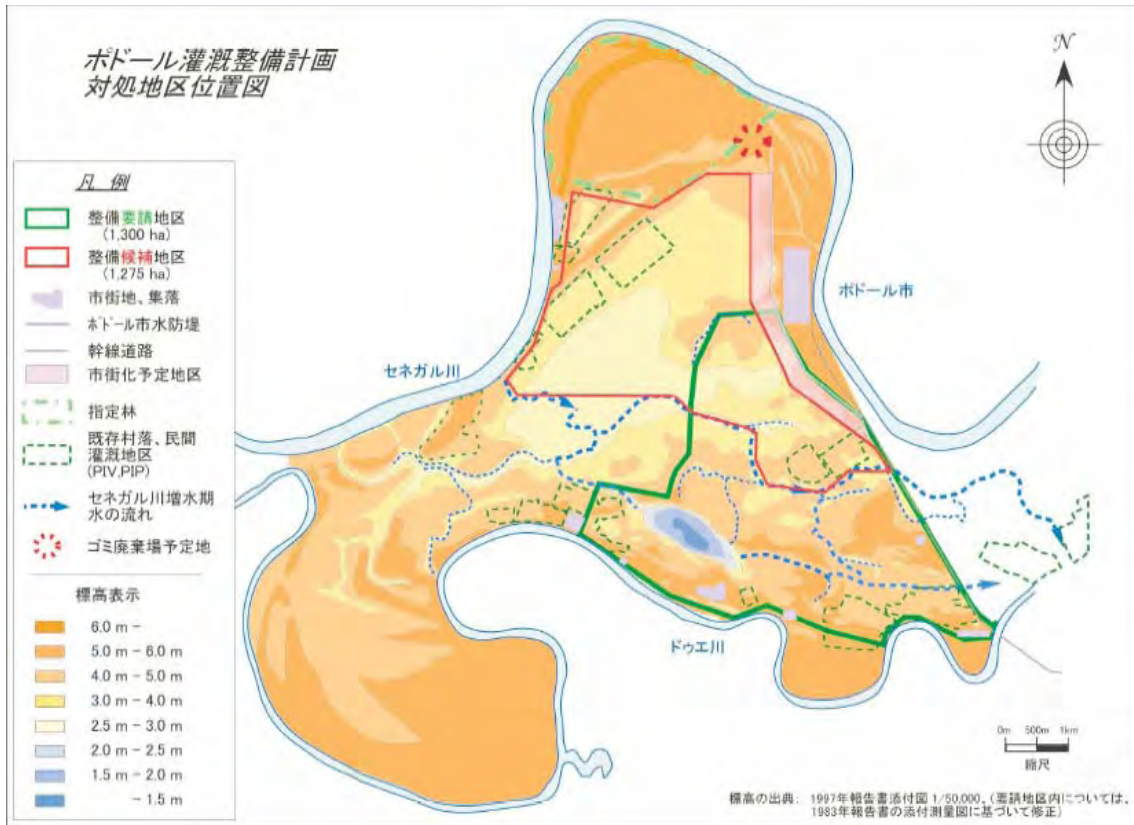 ポドール灌漑整備計画
対処地区位置図
N
凡 例
整備要請地区
(1,300 ha)
整備候補地区
(1,275 ha)
市街地、集落
ポドール市水防堤
幹線道路
市街化予定地区
指定林
既存村落、民間
灌漑地区
(PIV,PIP)
セネガル川増水期
水の流れ
ゴミ廃棄場予定地
標高表示
6.0 m -
5.0 m - 6.0 m
4.0 m - 5.0 m
3.0 m - 4.0 m
2.5 m - 3.0 m
2.0 m - 2.5 m
1.5 m - 2.0 m
- 1.5 m
ポドール市
セネガル川
ドゥエ川
0m 500m 1km
縮尺
標高の出典: 1997年報告書添付図 1/50,000、(要請地区内については、
1983年報告書の添付測量図に基づいて修正)